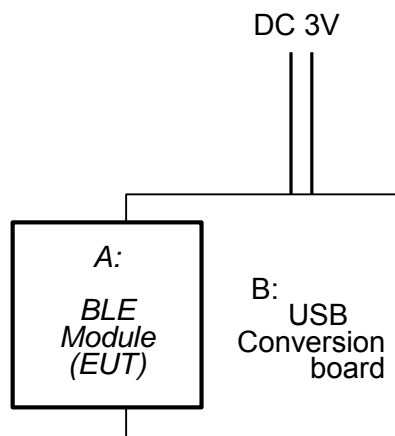 DC 3V
A:
BLE
Module
(EUT)
B:
USB
Conversion
board